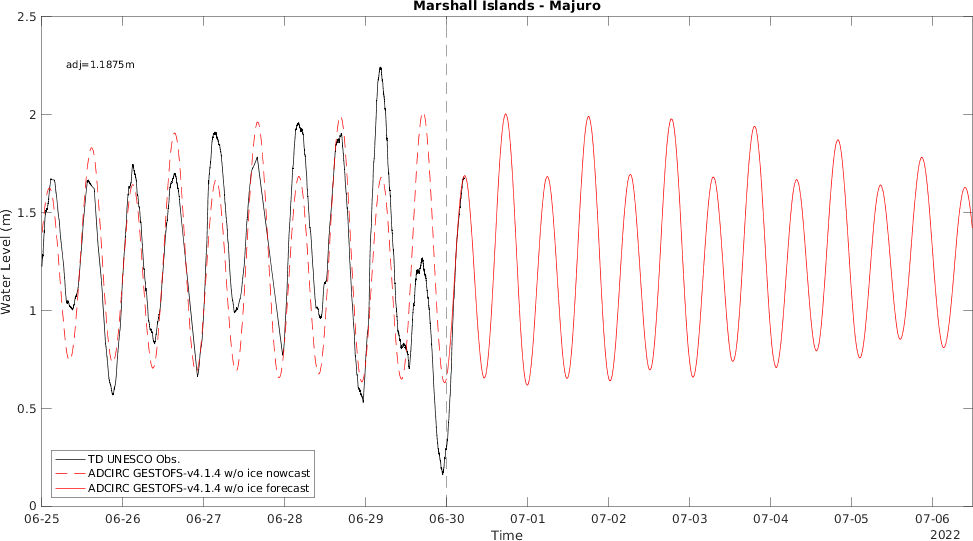 Marshall Islands - Majuro
adj=1.1875m
2.5
2
1.5
1
0.5
0
Water Level (m)
TD UNESCO Obs.
ADCIRC GESTOFS-v4.1.4 w/o ice nowcast
ADCIRC GESTOFS-v4.1.4 w/o ice forecast
06-25 06-26 06-27 06-28 06-29 06-30 07-01 07-02 07-03 07-04 07-05 07-06
Time
2022